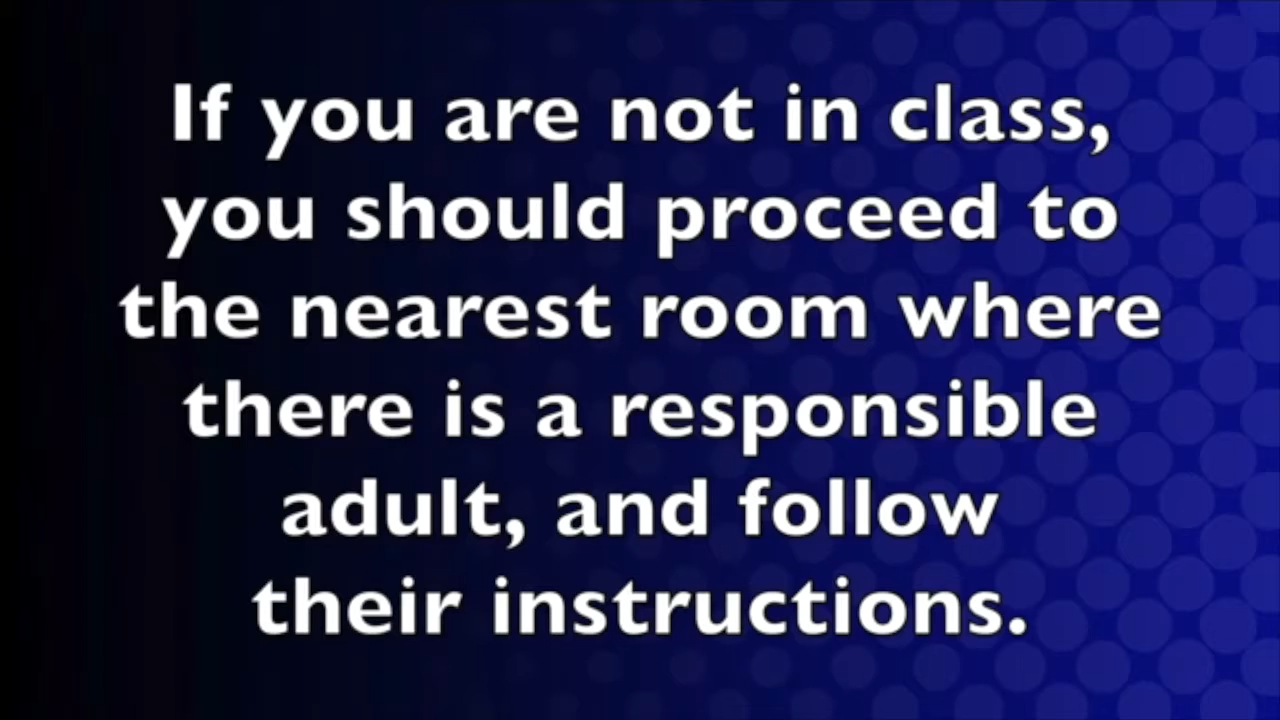 If you are not in class,
you should proceed to
the nearest room where
there is a responsible
adult, and follow
their instructions.